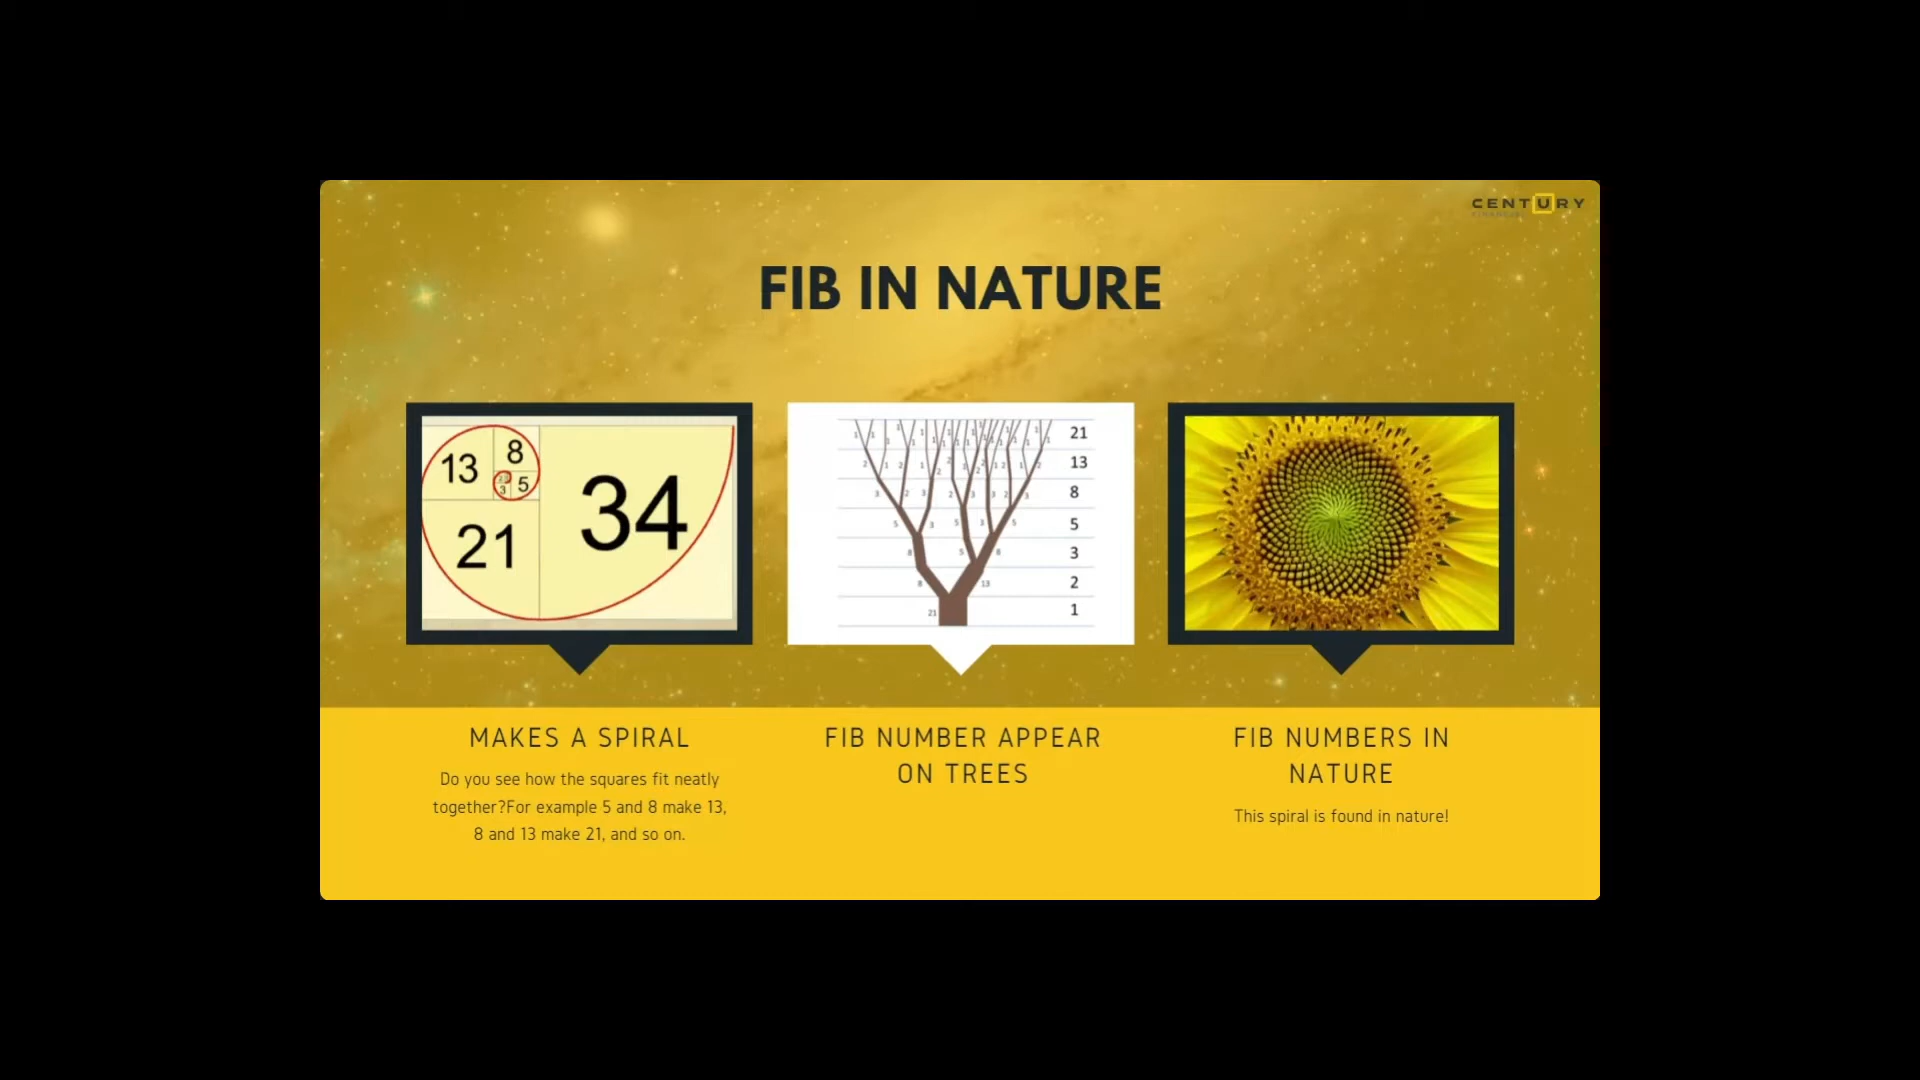 CENTURY
FINANCIAL
FIB IN NATURE
13
8
5
3
21
34
21
13
8
5
3
2
1
MAKES A SPIRAL
Do you see how the squares fit neatly
together?For example 5 and 8 make 13,
8 and 13 make 21, and so on.
FIB NUMBER APPEAR
ON TREES
FIB NUMBERS IN
NATURE
This spiral is found in nature!